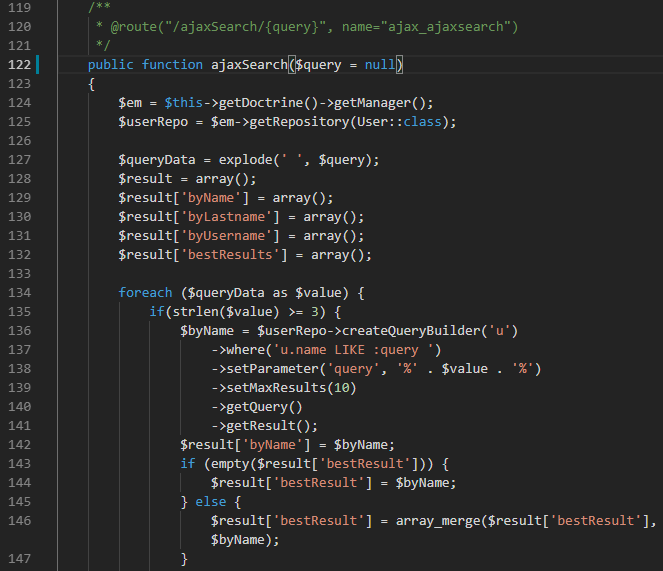 119 /**
120 * @route("/ajaxSearch/{query}", name="ajax_ajaxsearch")
121 */
122 public function ajaxSearch($query = null)
123 {
124 $em = $this->getDoctrine()->getManager();
125 $userRepo = $em->getRepository(User::class);
126
127 $queryData = explode(' ', $query);
128 $result = array();
129 $result['byName'] = array();
130 $result['byLastname'] = array();
131 $result['byUsername'] = array();
132 $result['bestResults'] = array();
133
134 foreach ($queryData as $value) {
135 if(strlen($value) >= 3) {
136 $byName = $userRepo->createQueryBuilder('u')
137 ->where('u.name LIKE :query ')
138 ->setParameter('query', '%' . $value . '%')
139 ->setMaxResults(10)
140 ->getQuery()
141 ->getResult();
142 $result['byName'] = $byName;
143 if (empty($result['bestResult'])) {
144 $result['bestResult'] = $byName;
145 } else {
146 $result['bestResult'] = array_merge($result['bestResult'],
$byName);
147 }